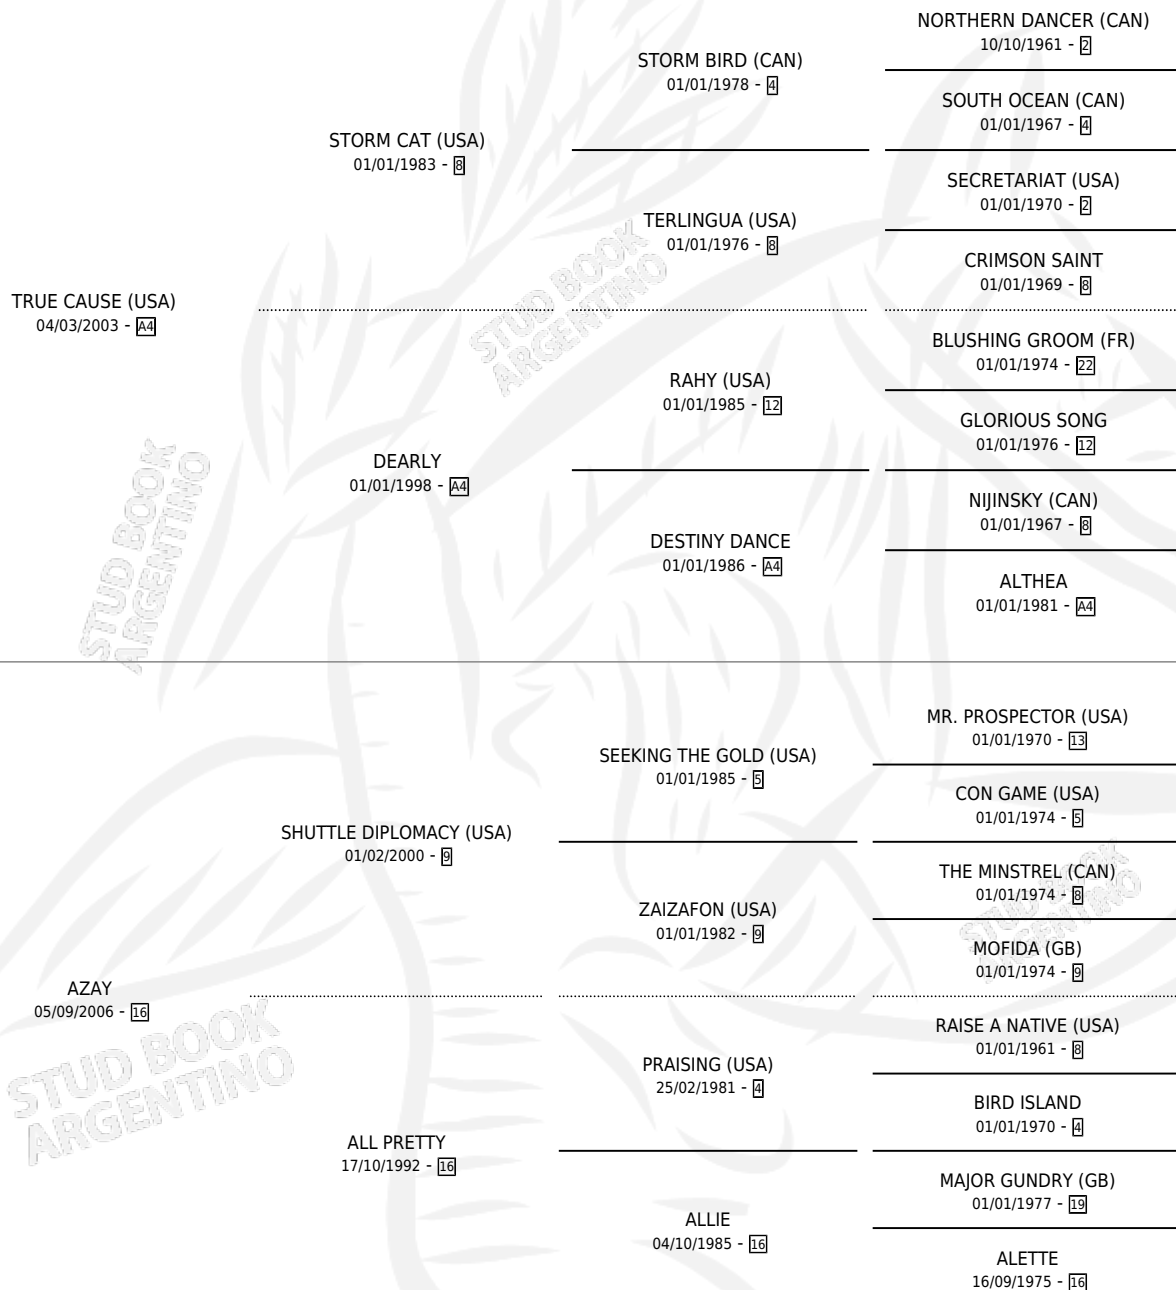 NORTHERN DANCER (CAN)
10/10/1961 - 2
STORM BIRD (CAN)
01/01/1978 - 4
SOUTH OCEAN (CAN)
01/01/1967 - 4
STORM CAT (USA)
01/01/1983 - 8
SECRETARIAT (USA)
01/01/1970 - 2
TERLINGUA (USA)
01/01/1976 - 8
CRIMSON SAINT
01/01/1969 - 8
TRUE CAUSE (USA)
04/03/2003 - A4
BLUSHING GROOM (FR)
01/01/1974 - 22
RAHY (USA)
01/01/1985 - 12
GLORIOUS SONG
01/01/1976 - 12
DEARLY
01/01/1998 - A4
NIJINSKY (CAN)
01/01/1967 - 8
DESTINY DANCE
01/01/1986 - A4
ALTHEA
01/01/1981 - A4
MR. PROSPECTOR (USA)
01/01/1970 - 13
SEEKING THE GOLD (USA)
01/01/1985 - 5
CON GAME (USA)
01/01/1974 - 5
SHUTTLE DIPLOMACY (USA)
01/02/2000 - 9
THE MINSTREL (CAN)
01/01/1974 - 8
ZAIZAFON (USA)
01/01/1982 - 9
MOFIDA (GB)
01/01/1974 - 9
AZAY
05/09/2006 - 16
RAISE A NATIVE (USA)
01/01/1961 - 8
PRAISING (USA)
25/02/1981 - 4
BIRD ISLAND
01/01/1970 - 4
ALL PRETTY
17/10/1992 - 16
MAJOR GUNDRY (GB)
01/01/1977 - 19
ALLIE
04/10/1985 - 16
ALETTE
16/09/1975 - 16
STUD BOOK
ARGENTINO
STUD BOOK
ARGENTINO
STUD BOOK
ARGENTINO
STUD BOOK
ARGENTINO